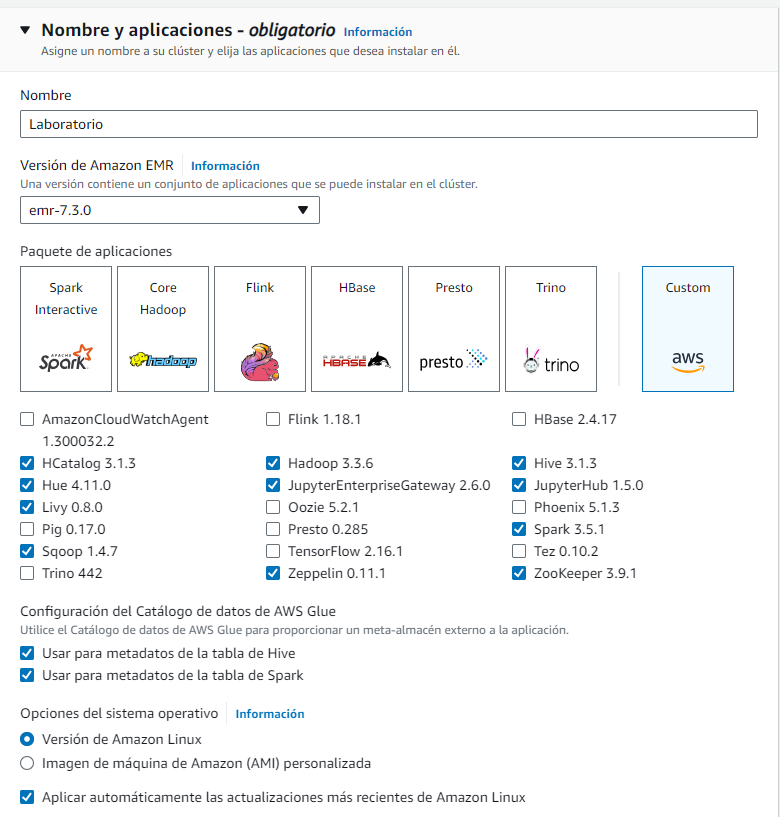 Nombre y aplicaciones - obligatorio Información
Asigne un nombre a su clúster y elija las aplicaciones que desea instalar en él.
Nombre
Laboratorio
Versión de Amazon EMR Información
Una versión contiene un conjunto de aplicaciones que se puede instalar en el clúster.
emr-7.3.0
Paquete de aplicaciones
Spark Interactive
APACHE Spark
Core Hadoop
hadoop
Flink
HBase
APACHE HBASE
Presto
presto
Trino
trino
Custom
aws
AmazonCloudWatchAgent 1.300032.2
Flink 1.18.1
HBase 2.4.17
HCatalog 3.1.3
Hadoop 3.3.6
Hive 3.1.3
Hue 4.11.0
JupyterEnterpriseGateway 2.6.0
JupyterHub 1.5.0
Livy 0.8.0
Oozie 5.2.1
Phoenix 5.1.3
Pig 0.17.0
Presto 0.285
Spark 3.5.1
Sqoop 1.4.7
TensorFlow 2.16.1
Tez 0.10.2
Trino 442
Zeppelin 0.11.1
ZooKeeper 3.9.1
Configuración del Catálogo de datos de AWS Glue
Utilice el Catálogo de datos de AWS Glue para proporcionar un meta-almacén externo a la aplicación.
Usar para metadatos de la tabla de Hive
Usar para metadatos de la tabla de Spark
Opciones del sistema operativo Información
Versión de Amazon Linux
Imagen de máquina de Amazon (AMI) personalizada
Aplicar automáticamente las actualizaciones más recientes de Amazon Linux